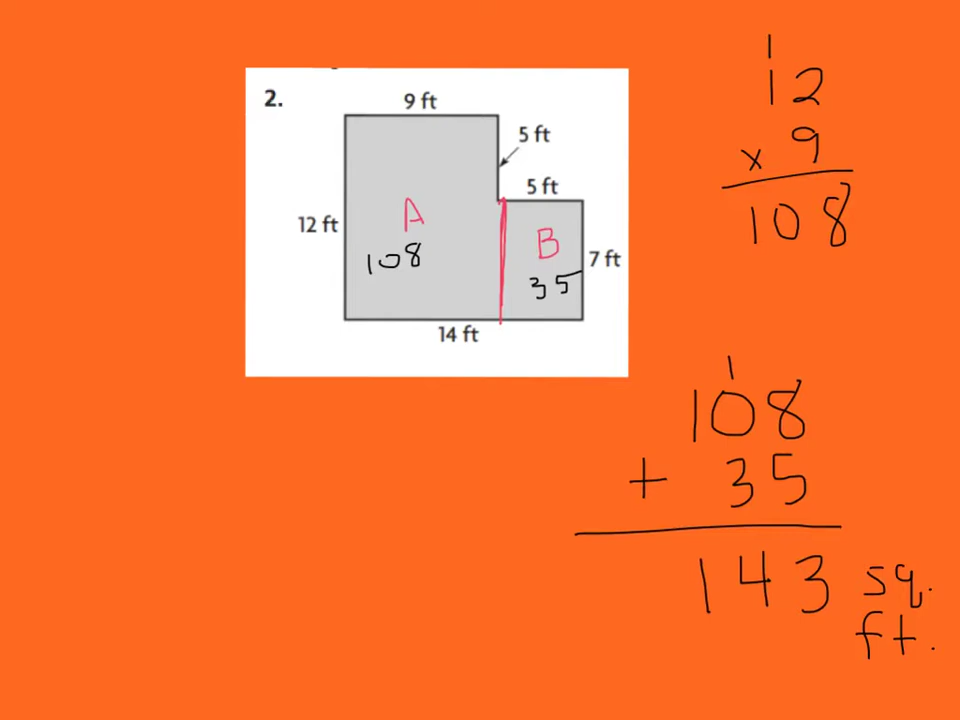 2.
9 ft
5 ft
5 ft
12 ft
A
108
B
35
7 ft
14 ft
1
12
x 9
108
1
108
+ 35
143 sq.
ft.